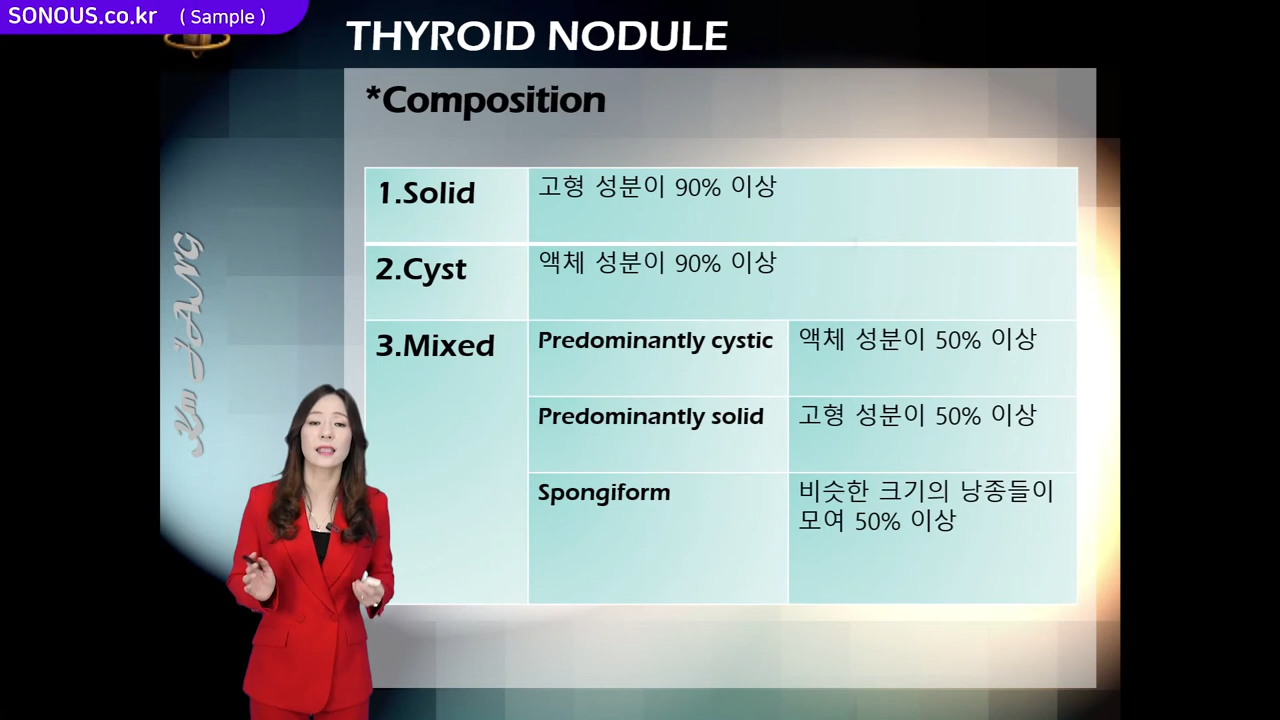 SONOUS.co.kr ( Sample )
THYROID NODULE
*Composition
1.Solid
고형 성분이 90% 이상
2.Cyst
액체 성분이 90% 이상
3.Mixed
Predominantly cystic
액체 성분이 50% 이상
Predominantly solid
고형 성분이 50% 이상
Spongiform
비슷한 크기의 낭종들이
모여 50% 이상